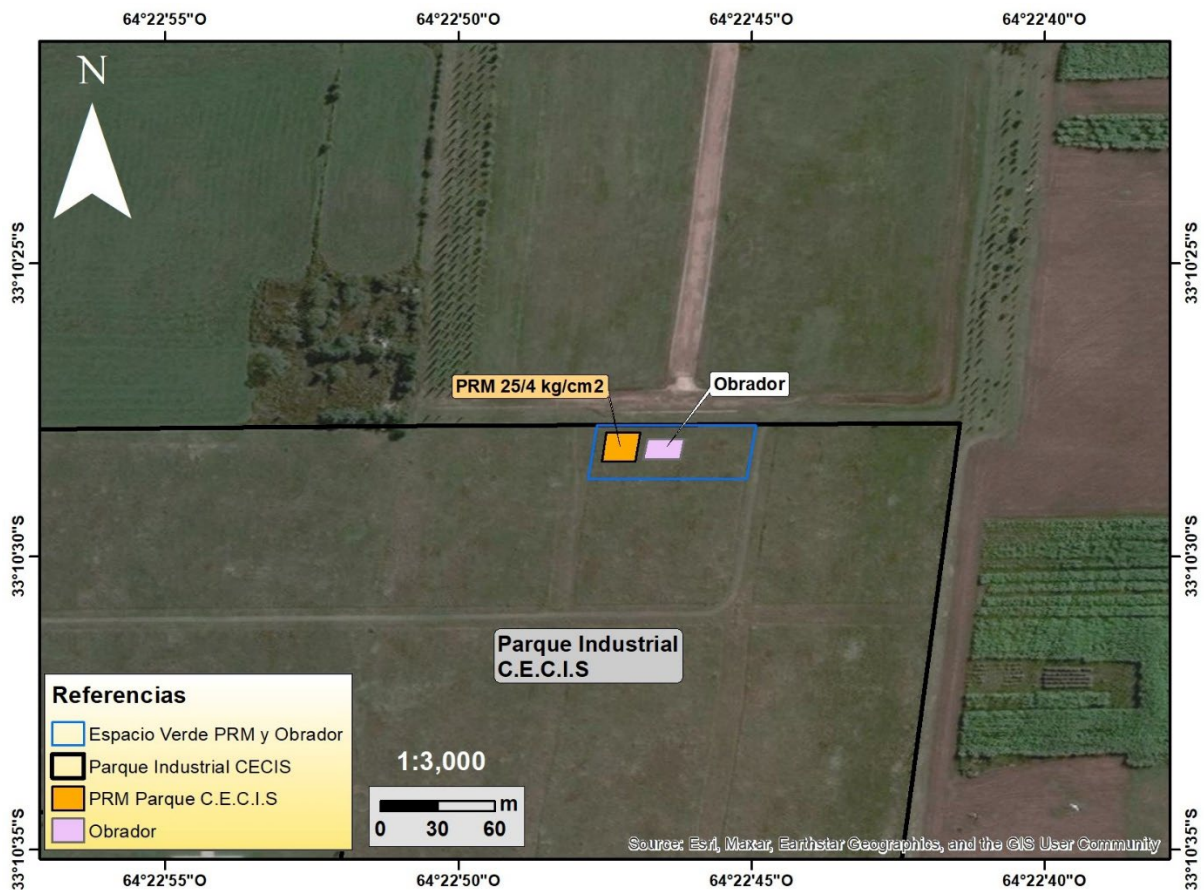 64°22'55"O 64°22'50"O 64°22'45"O 64°22'40"O
N
33°10'25"S 33°10'25"S
PRM 25/4 kg/cm2
Obrador
33°10'30"S 33°10'30"S
Parque Industrial
C.E.C.I.S
Referencias
Espacio Verde PRM y Obrador
Parque Industrial CECIS
PRM Parque C.E.C.I.S
Obrador
1:3,000
m
0 30 60
33°10'35"S 33°10'35"S
Source: Esri, Maxar, Earthstar Geographics, and the GIS User Community
64°22'55"O 64°22'50"O 64°22'45"O 64°22'40"O